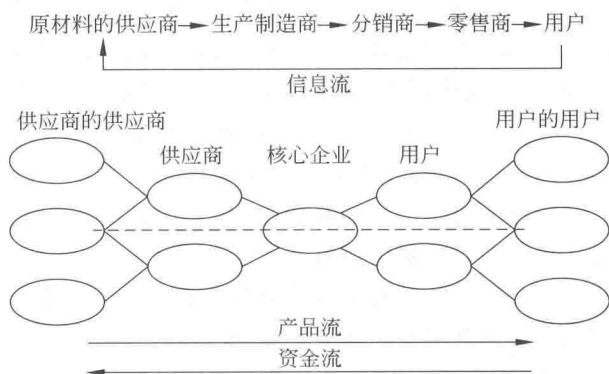 原材料的供应商 生产制造商 分销商 零售商 用户
信息流
供应商的供应商 用户的用户
供应商 核心企业 用户
产品流
资金流